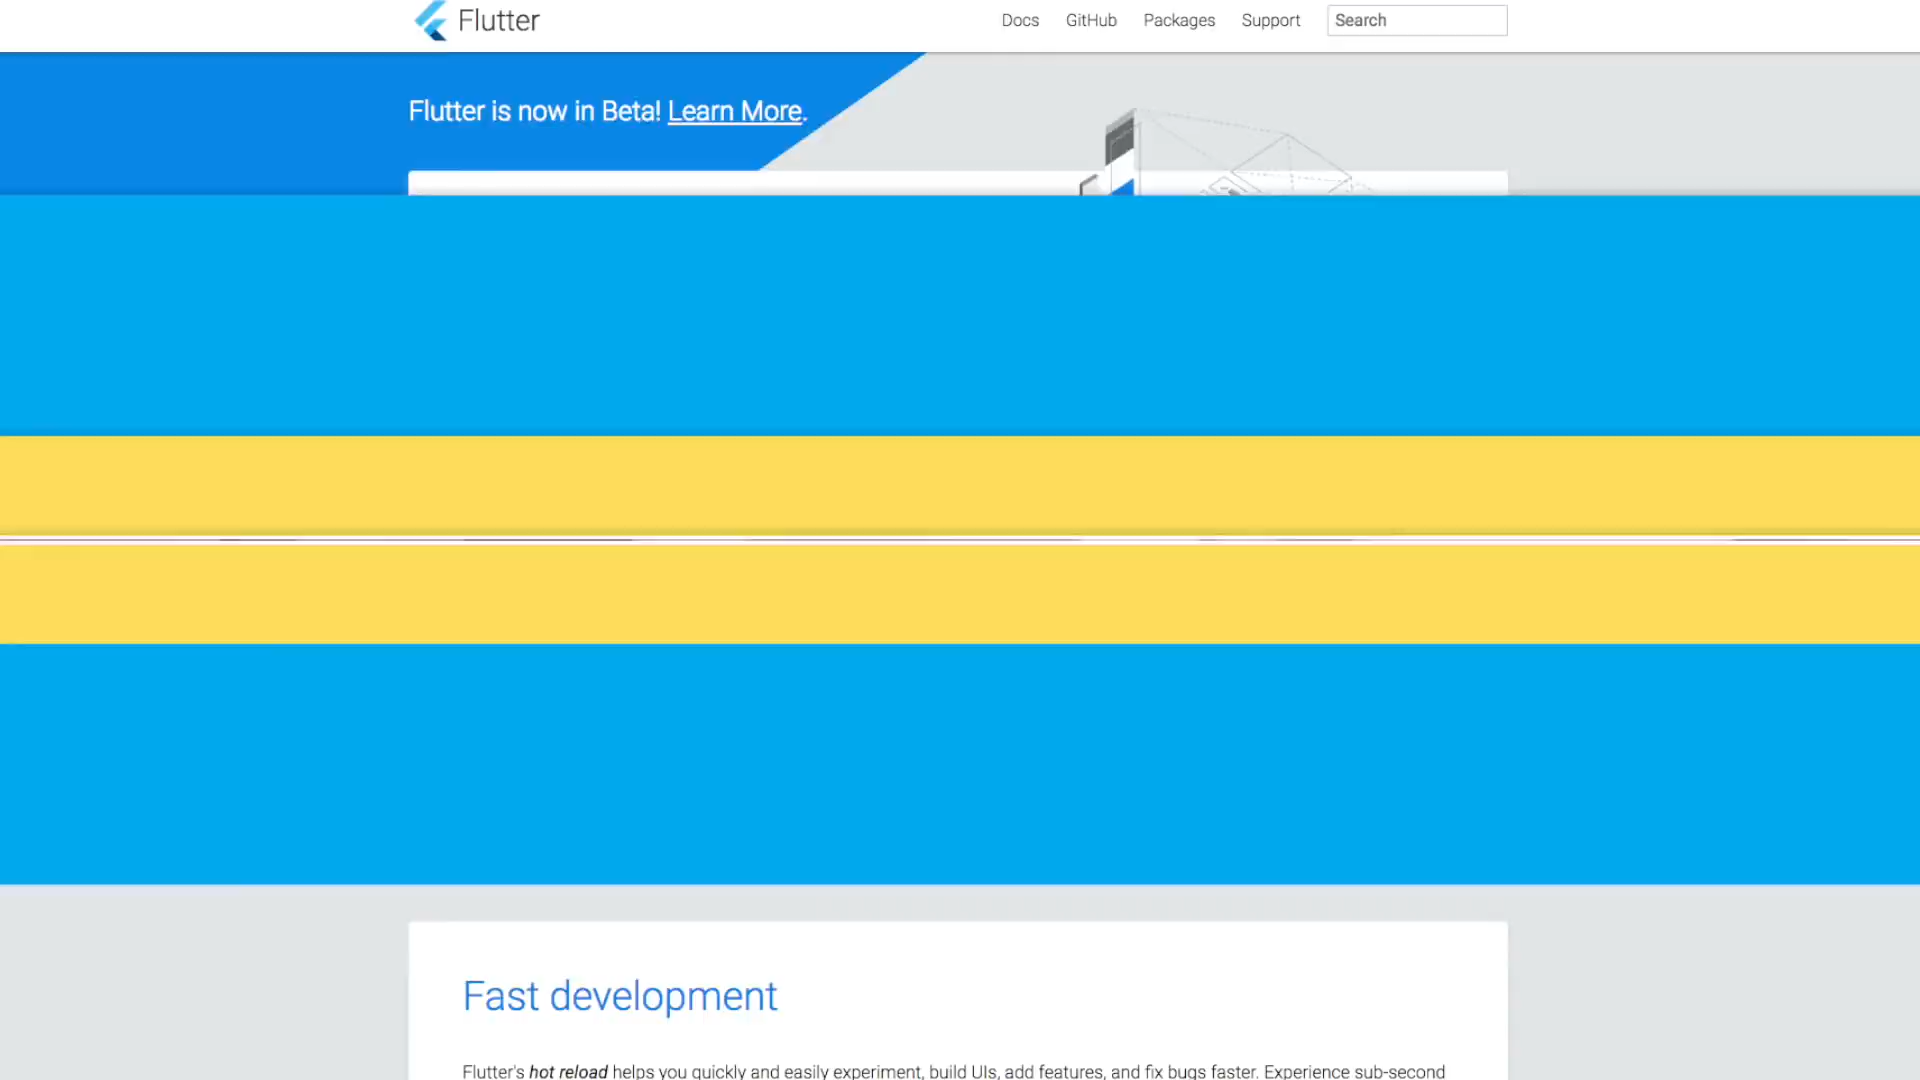 Flutter
Docs GitHub Packages Support Search
Flutter is now in Beta! Learn More.
Fast development
Flutter's hot reload helps you quickly and easily experiment, build UIs, add features, and fix bugs faster. Experience sub-second